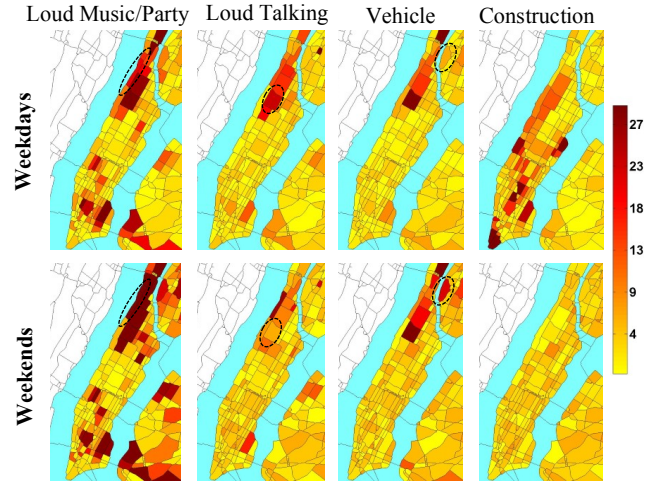 Loud Music/Party Loud Talking Vehicle Construction
Weekdays
27
23
18
13
9
4
Weekends